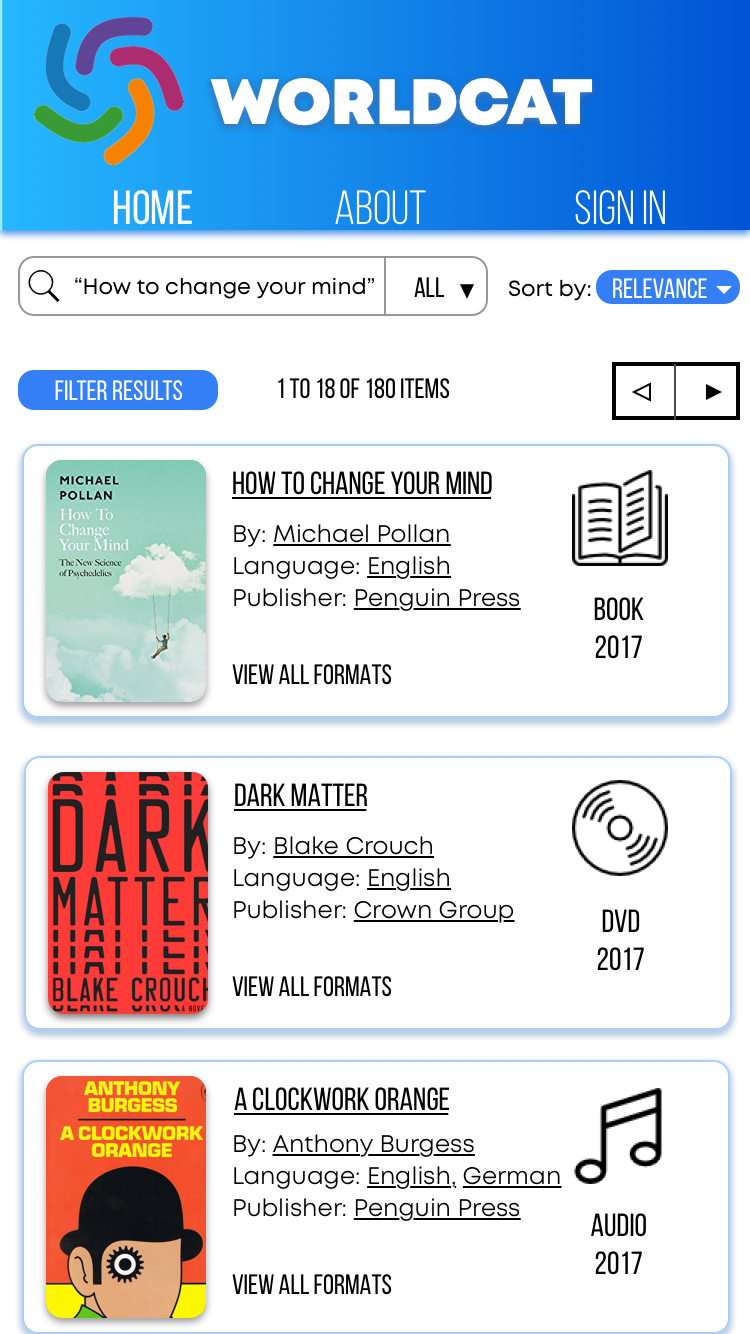 WORLDCAT
HOME ABOUT SIGN IN
“How to change your mind” ALL Sort by: RELEVANCE
FILTER RESULTS 1 TO 18 OF 180 ITEMS
MICHAEL
POLLAN
How To
Change
Your Mind
The New Science
of Psychedelics
HOW TO CHANGE YOUR MIND
By: Michael Pollan
Language: English
Publisher: Penguin Press
VIEW ALL FORMATS
BOOK
2017
DARK
MATTER
BLAKE CROUCH
A NOVEL
DARK MATTER
By: Blake Crouch
Language: English
Publisher: Crown Group
VIEW ALL FORMATS
DVD
2017
ANTHONY
BURGESS
A CLOCKWORK
ORANGE
A CLOCKWORK ORANGE
By: Anthony Burgess
Language: English, German
Publisher: Penguin Press
VIEW ALL FORMATS
AUDIO
2017